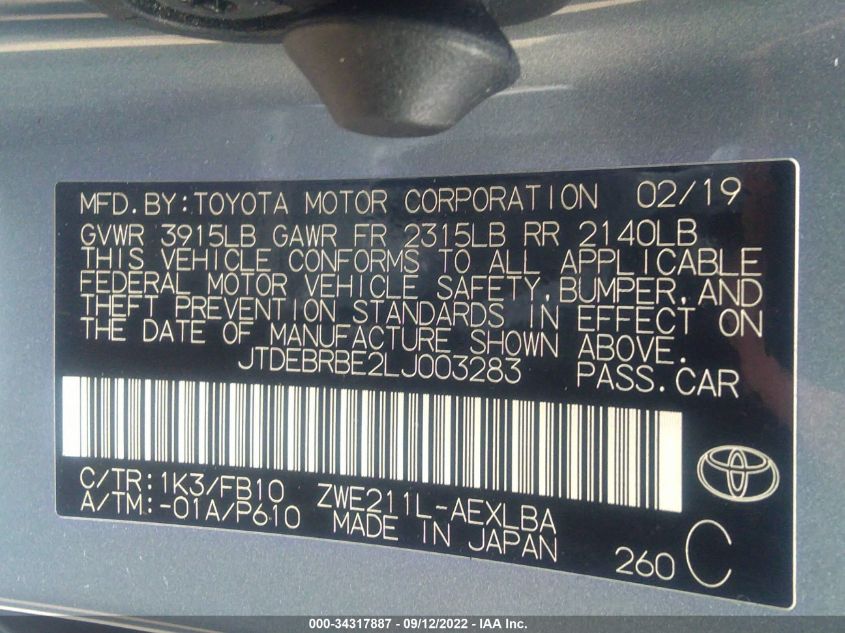 MFD.BY:TOYOTA MOTOR CORPORATION 02/19
GVWR 3915LB GAWR FR 2315LB RR 2140LB
THIS VEHICLE CONFORMS TO ALL APPLICABLE
FEDERAL MOTOR VEHICLE SAFETY,BUMPER,AND
THEFT PREVENTION STANDARDS IN EFFECT ON
THE DATE OF MANUFACTURE SHOWN ABOVE.
JTDEBRBE2LJ003283 PASS.CAR
C/TR:1K3/FB10 ZWE211L-AEXLBA
A/TM:-01A/P610 MADE IN JAPAN
260 C
000-34317887 - 09/12/2022 - IAA Inc.